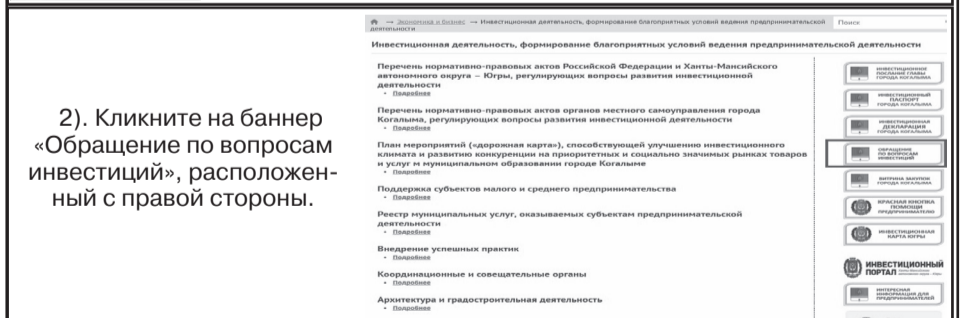 2). Кликните на баннер
«Обращение по вопросам
инвестиций», расположен-
ный с правой стороны.
→ Экономика и бизнес → Инвестиционная деятельность, формирование благоприятных условий ведения предпринимательской
деятельности
Поиск
Инвестиционная деятельность, формирование благоприятных условий ведения предпринимательской деятельности
Перечень нормативно-правовых актов Российской Федерации и Ханты-Мансийского
автономного округа – Югры, регулирующих вопросы развития инвестиционной
деятельности
• Подробнее
Перечень нормативно-правовых актов органов местного самоуправления города
Когалыма, регулирующих вопросы развития инвестиционной деятельности
• Подробнее
План мероприятий («дорожная карта»), способствующей улучшению инвестиционного
климата и развитию конкуренции на приоритетных и социально значимых рынках товаров
и услуг м муниципальном образовании городе Когалыме
Поддержка субъектов малого и среднего предпринимательства
• Подробнее
Реестр муниципальных услуг, оказываемых субъектам предпринимательской
деятельности
• Подробнее
Внедрение успешных практик
• Подробнее
Координационные и совещательные органы
• Подробнее
Архитектура и градостроительная деятельность
• Подробнее
ИНВЕСТИЦИОННОЕ
ПОСЛАНИЕ ГЛАВЫ
ГОРОДА КОГАЛЫМА
ИНВЕСТИЦИОННЫЙ
ПАСПОРТ
ГОРОДА КОГАЛЫМА
ИНВЕСТИЦИОННАЯ
ДЕКЛАРАЦИЯ
ГОРОДА КОГАЛЫМА
ОБРАЩЕНИЕ
ПО ВОПРОСАМ
ИНВЕСТИЦИЙ
ВИТРИНА ЗАКУПОК
ГОРОДА КОГАЛЫМА
КРАСНАЯ КНОПКА
ПОМОЩИ
ПРЕДПРИНИМАТЕЛЮ
ИНВЕСТИЦИОННАЯ
КАРТА ЮГРЫ
ИНВЕСТИЦИОННЫЙ
ПОРТАЛ
ИНТЕРЕСНАЯ
ИНФОРМАЦИЯ ДЛЯ
ПРЕДПРИНИМАТЕЛЕЙ